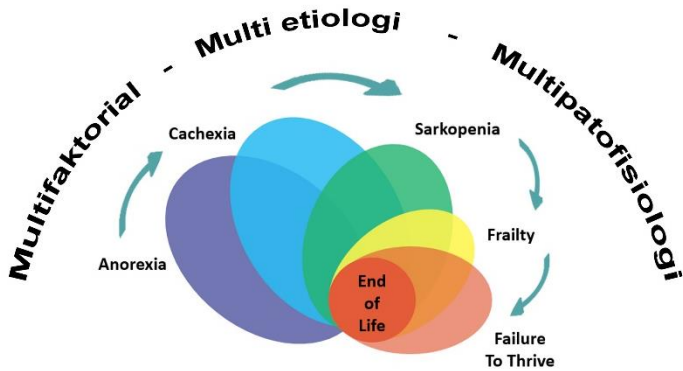 Multifaktorial - Multi etiologi - Multipatofisiologi
Cachexia
Sarkopenia
Anorexia
Frailty
End
of
Life
Failure
To Thrive